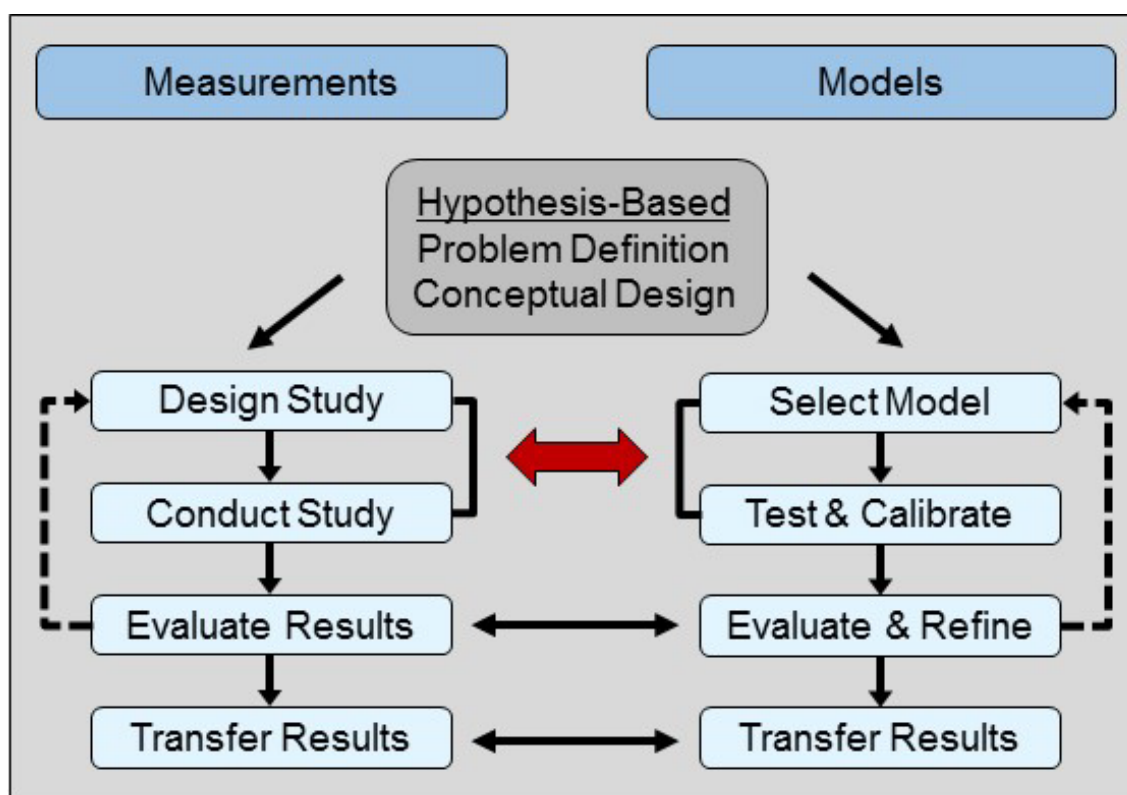 Measurements
Models
Hypothesis-Based
Problem Definition
Conceptual Design
Design Study
Select Model
Conduct Study
Test & Calibrate
Evaluate Results
Evaluate & Refine
Transfer Results
Transfer Results